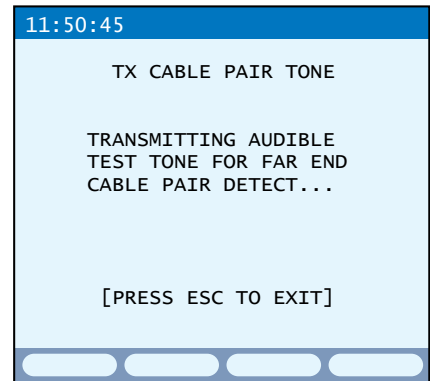 11:50:45
TX CABLE PAIR TONE
TRANSMITTING AUDIBLE
TEST TONE FOR FAR END
CABLE PAIR DETECT...
[PRESS ESC TO EXIT]